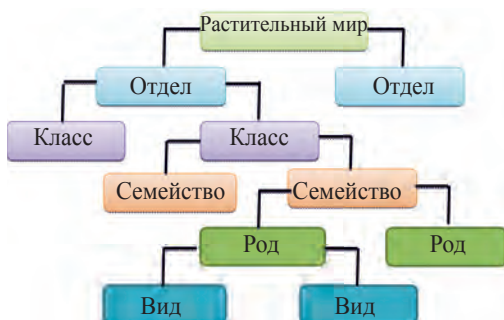 Растительный мир
Отдел
Отдел
Класс
Класс
Семейство
Семейство
Род
Род
Вид
Вид